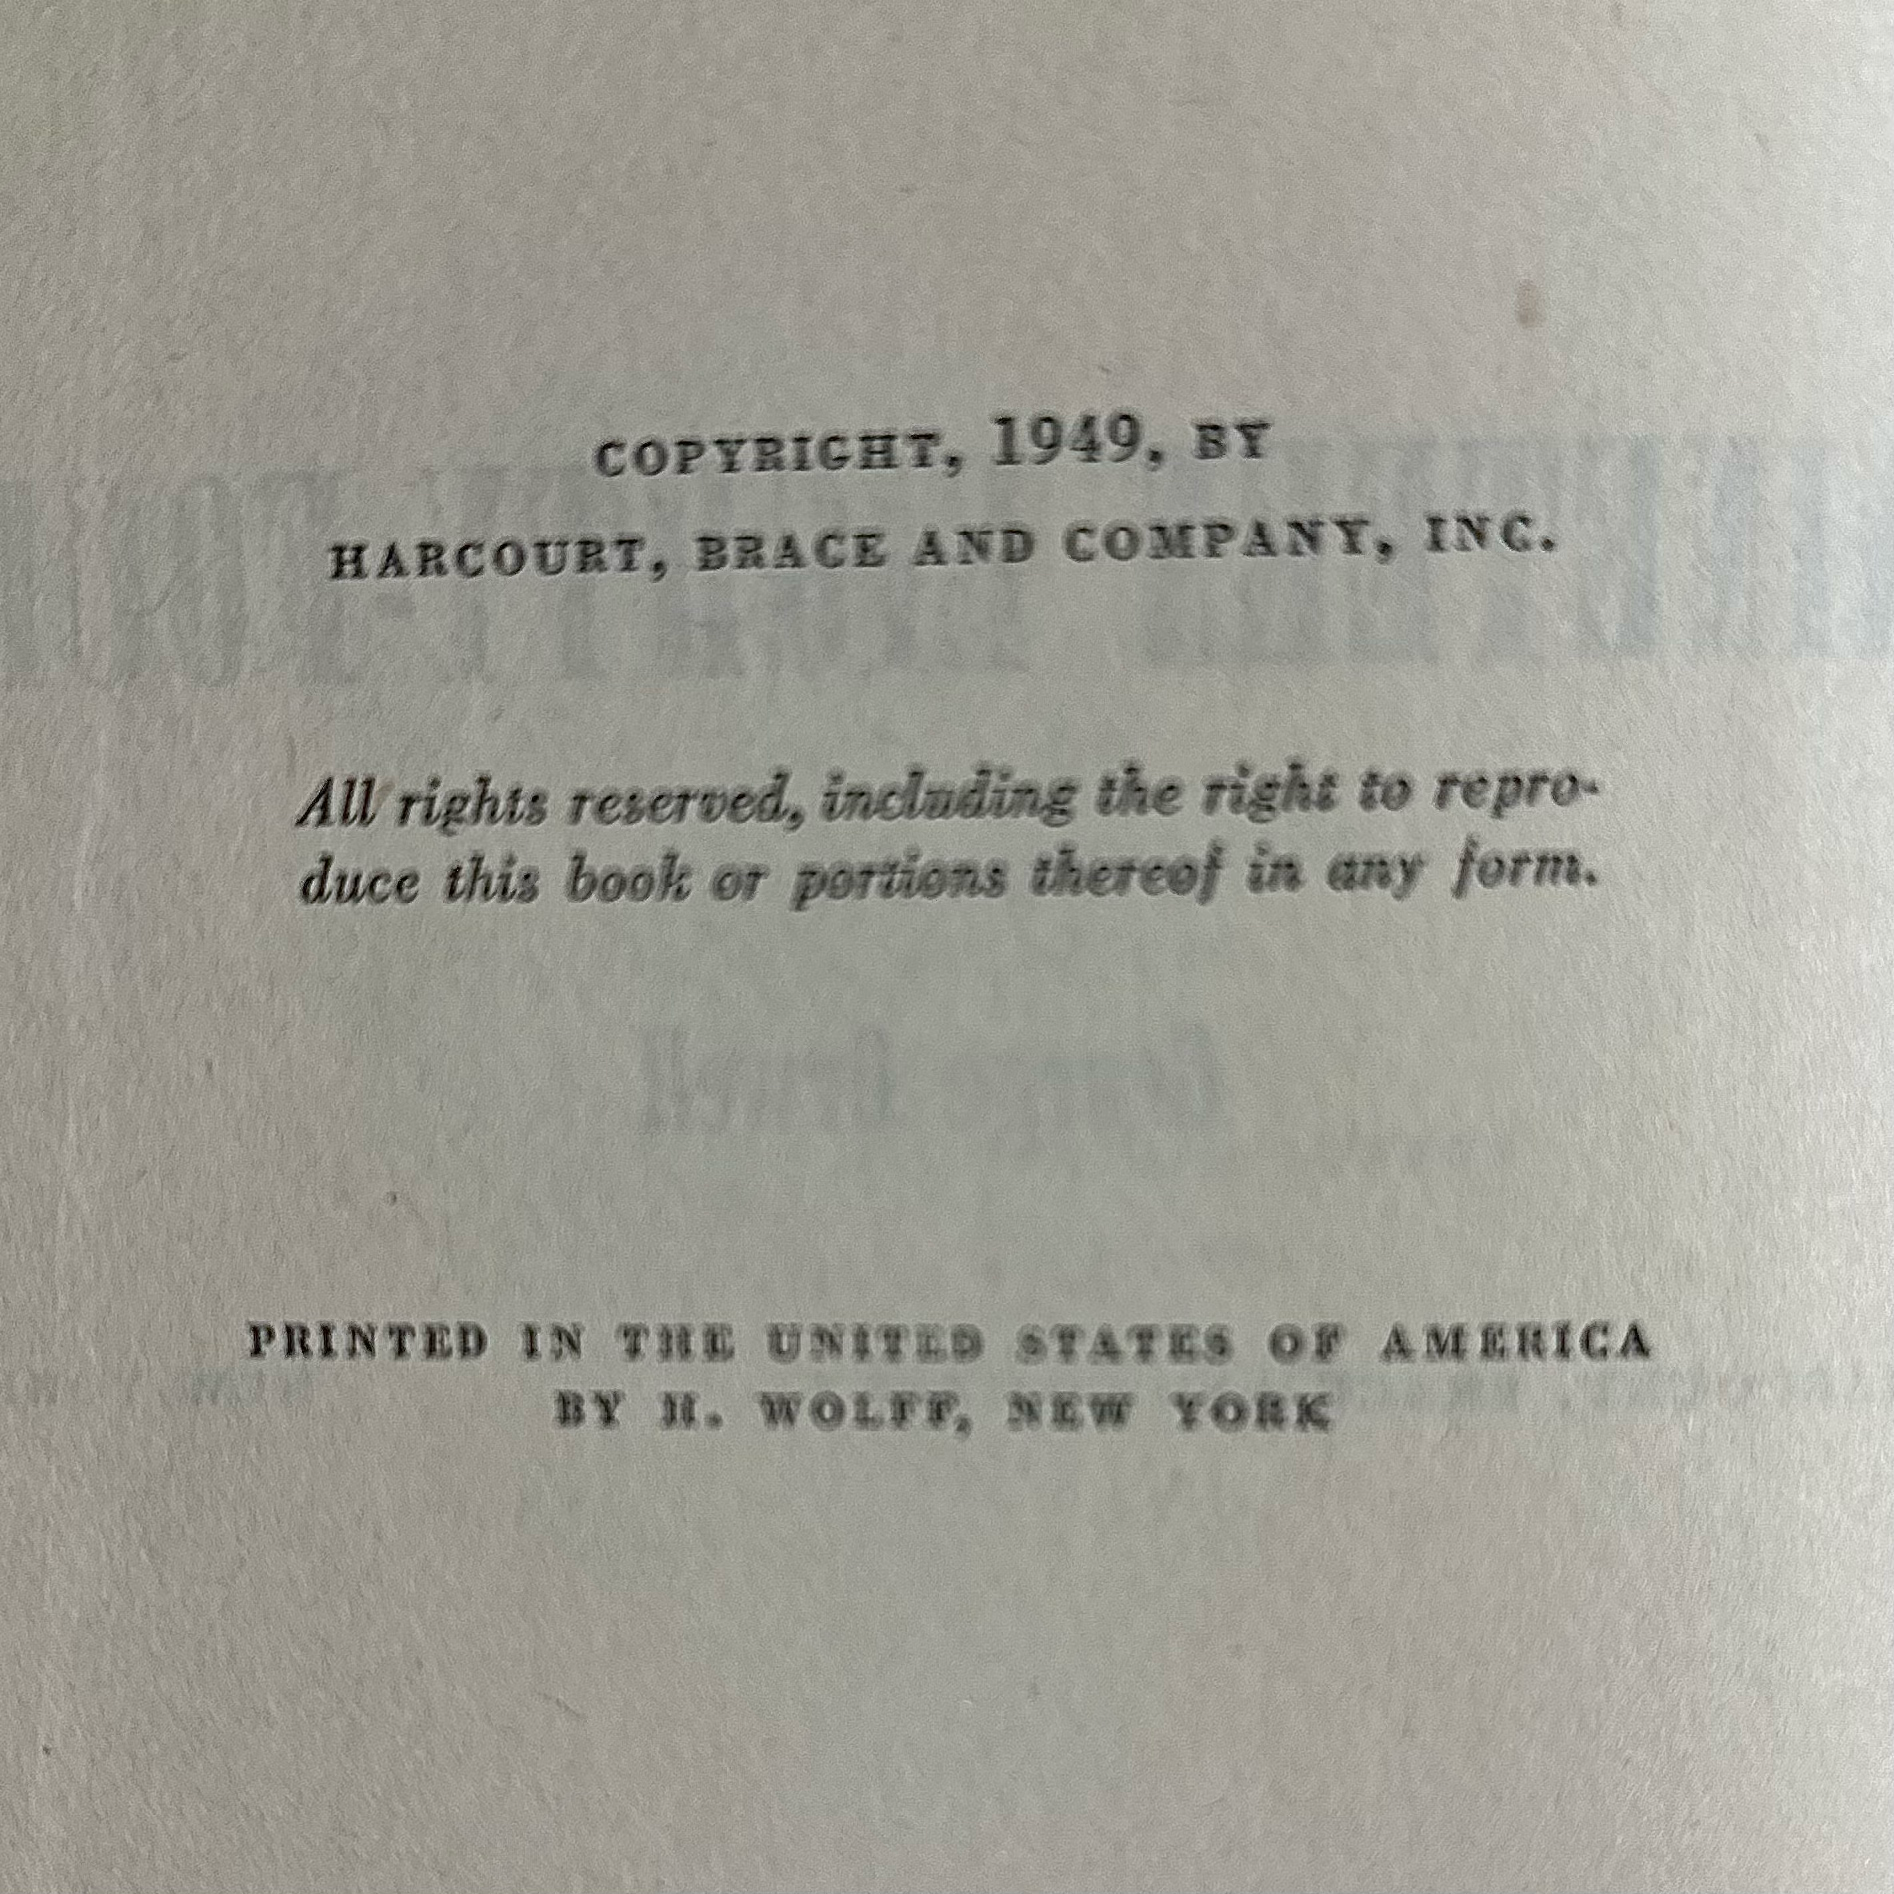 COPYRIGHT, 1949, BY
HARCOURT, BRACE AND COMPANY, INC.
All rights reserved, including the right to repro-
duce this book or portions thereof in any form.
PRINTED IN THE UNITED STATES OF AMERICA
BY H. WOLFF, NEW YORK